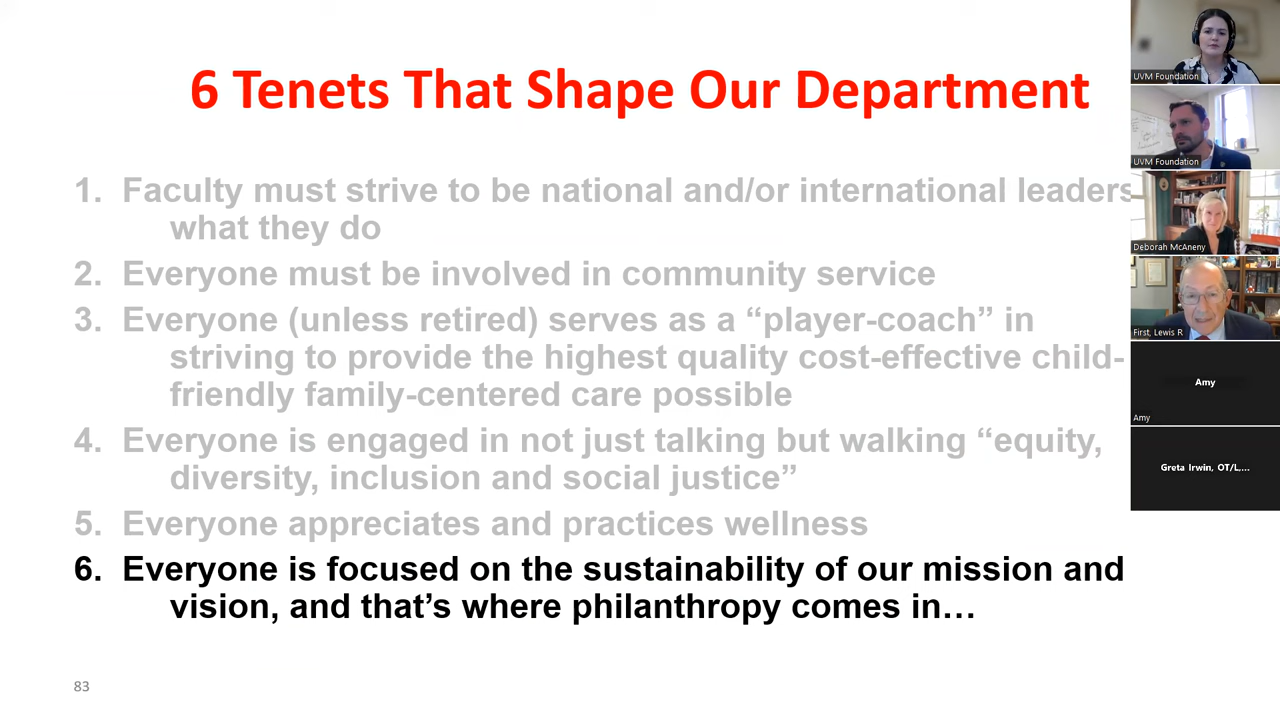 6 Tenets That Shape Our Department
1. Faculty must strive to be national and/or international leaders
what they do
2. Everyone must be involved in community service
3. Everyone (unless retired) serves as a “player-coach” in
striving to provide the highest quality cost-effective child-
friendly family-centered care possible
4. Everyone is engaged in not just talking but walking “equity,
diversity, inclusion and social justice”
5. Everyone appreciates and practices wellness
6. Everyone is focused on the sustainability of our mission and
vision, and that’s where philanthropy comes in…
83
UVM Foundation
UVM Foundation
Deborah McAneny
First, Lewis R.
Amy
Amy
Greta Irwin, OT/L,...